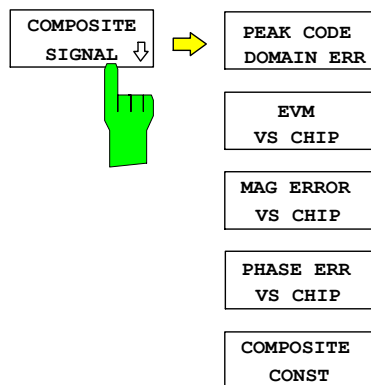 COMPOSITE
SIGNAL
PEAK CODE
DOMAIN ERR
EVM
VS CHIP
MAG ERROR
VS CHIP
PHASE ERR
VS CHIP
COMPOSITE
CONST